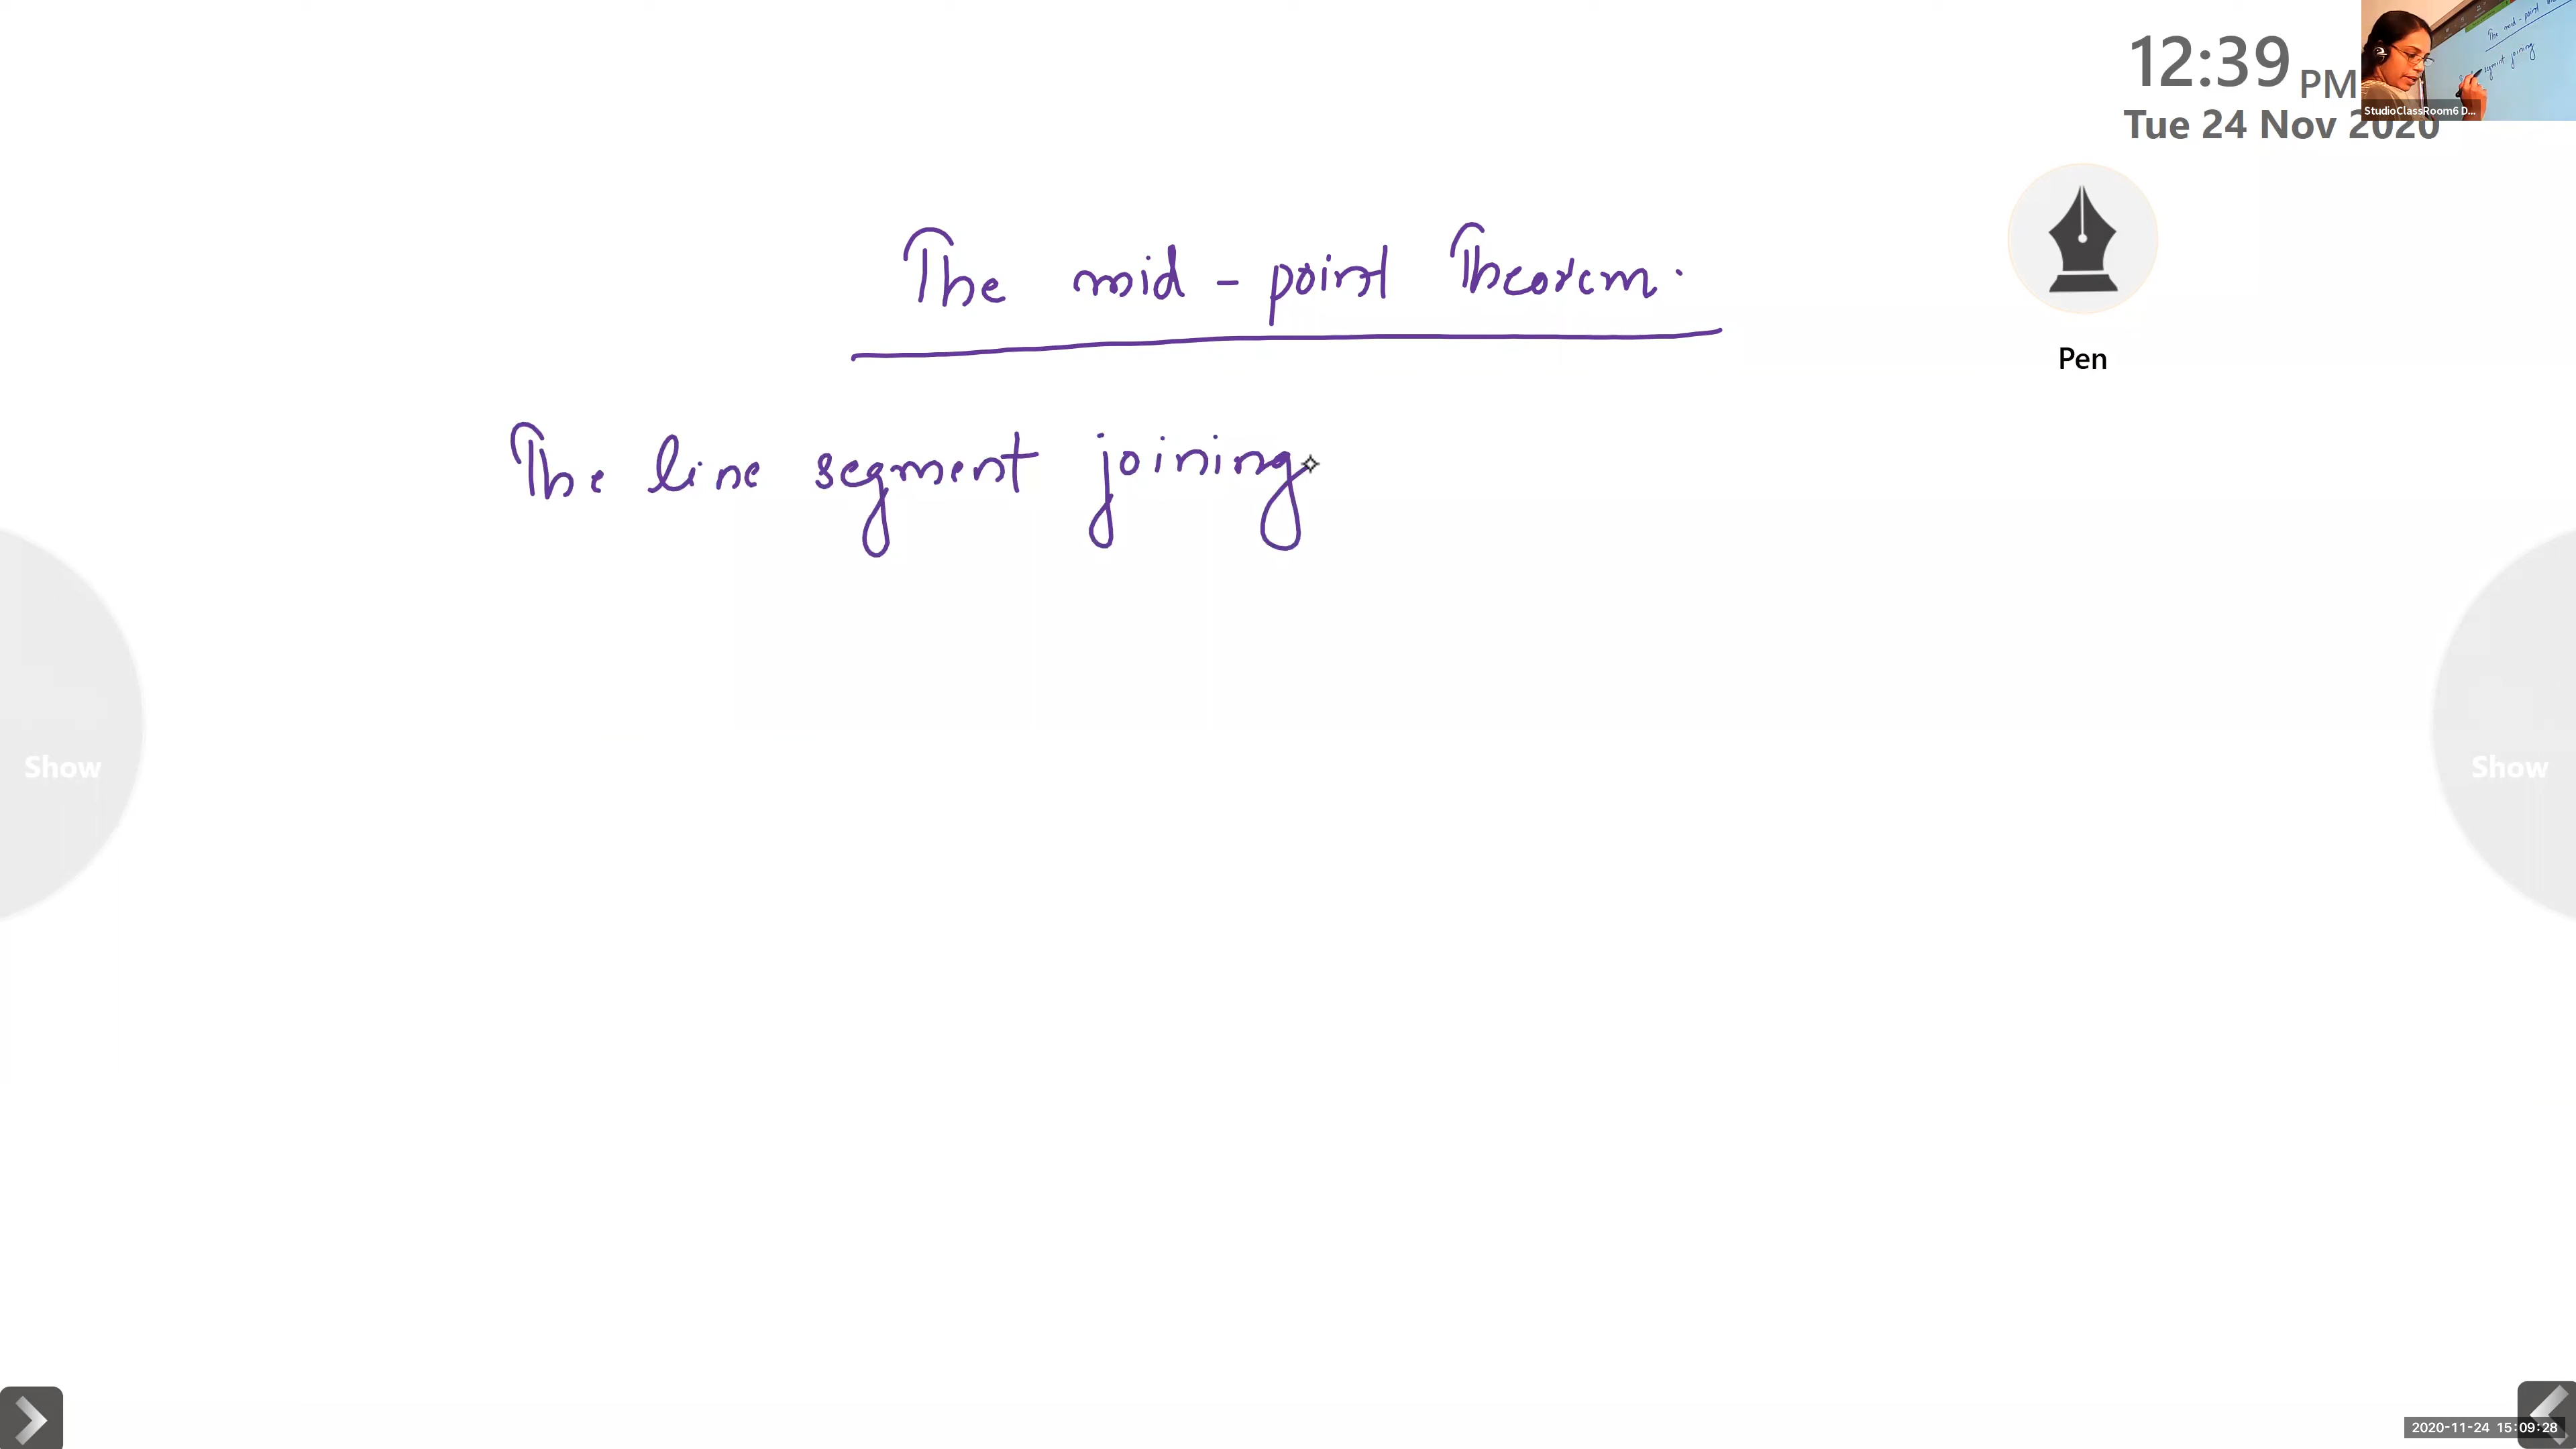 12:39 PM
Tue 24 Nov 2020
StudioClassRoom6 D...
The mid - point Theorem.
Pen
The line segment joining
Show
Show
2020-11-24 15:09:28